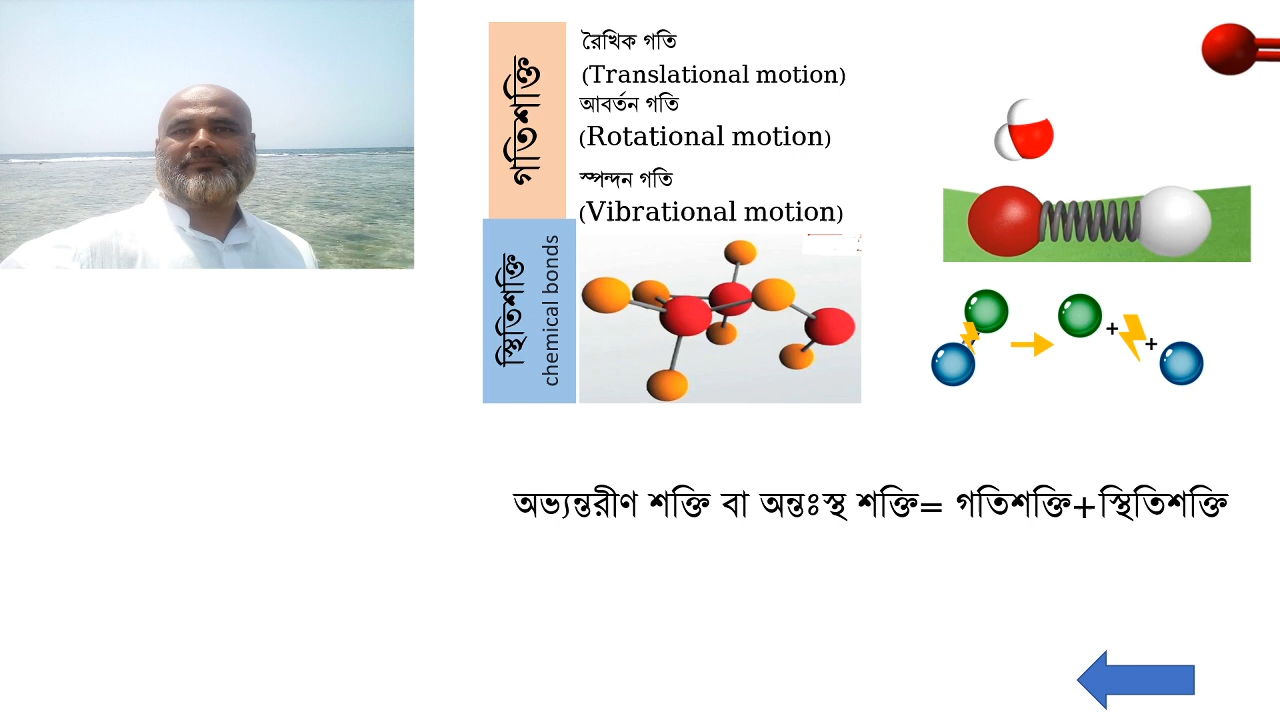 গতিশক্তি
রৈখিক গতি
(Translational motion)
আবর্তন গতি
(Rotational motion)
স্পন্দন গতি
(Vibrational motion)
স্থিতিশক্তি
chemical bonds
+
+
অভ্যন্তরীণ শক্তি বা অন্তঃস্থ শক্তি= গতিশক্তি+স্থিতিশক্তি